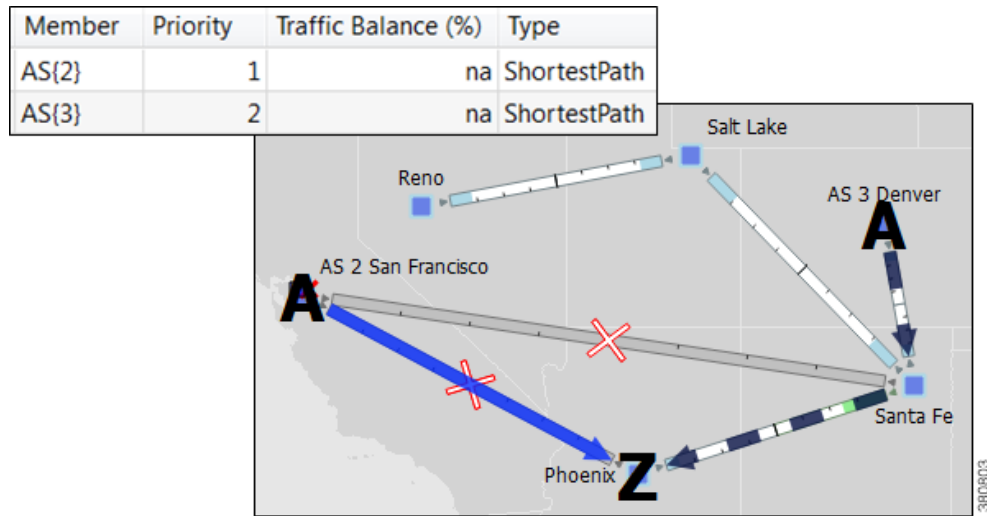 Member Priority Traffic Balance (%) Type
AS{2} 1 na ShortestPath
AS{3} 2 na ShortestPath
Salt Lake
Reno
AS 3 Denver
A
AS 2 San Francisco
A
Santa Fe
Phoenix Z
380803